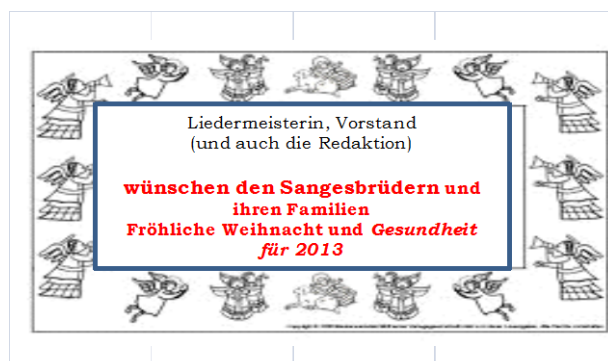 Liedermeisterin, Vorstand
(und auch die Redaktion)
wünschen den Sangesbrüdern und
ihren Familien
Fröhliche Weihnacht und Gesundheit
für 2013